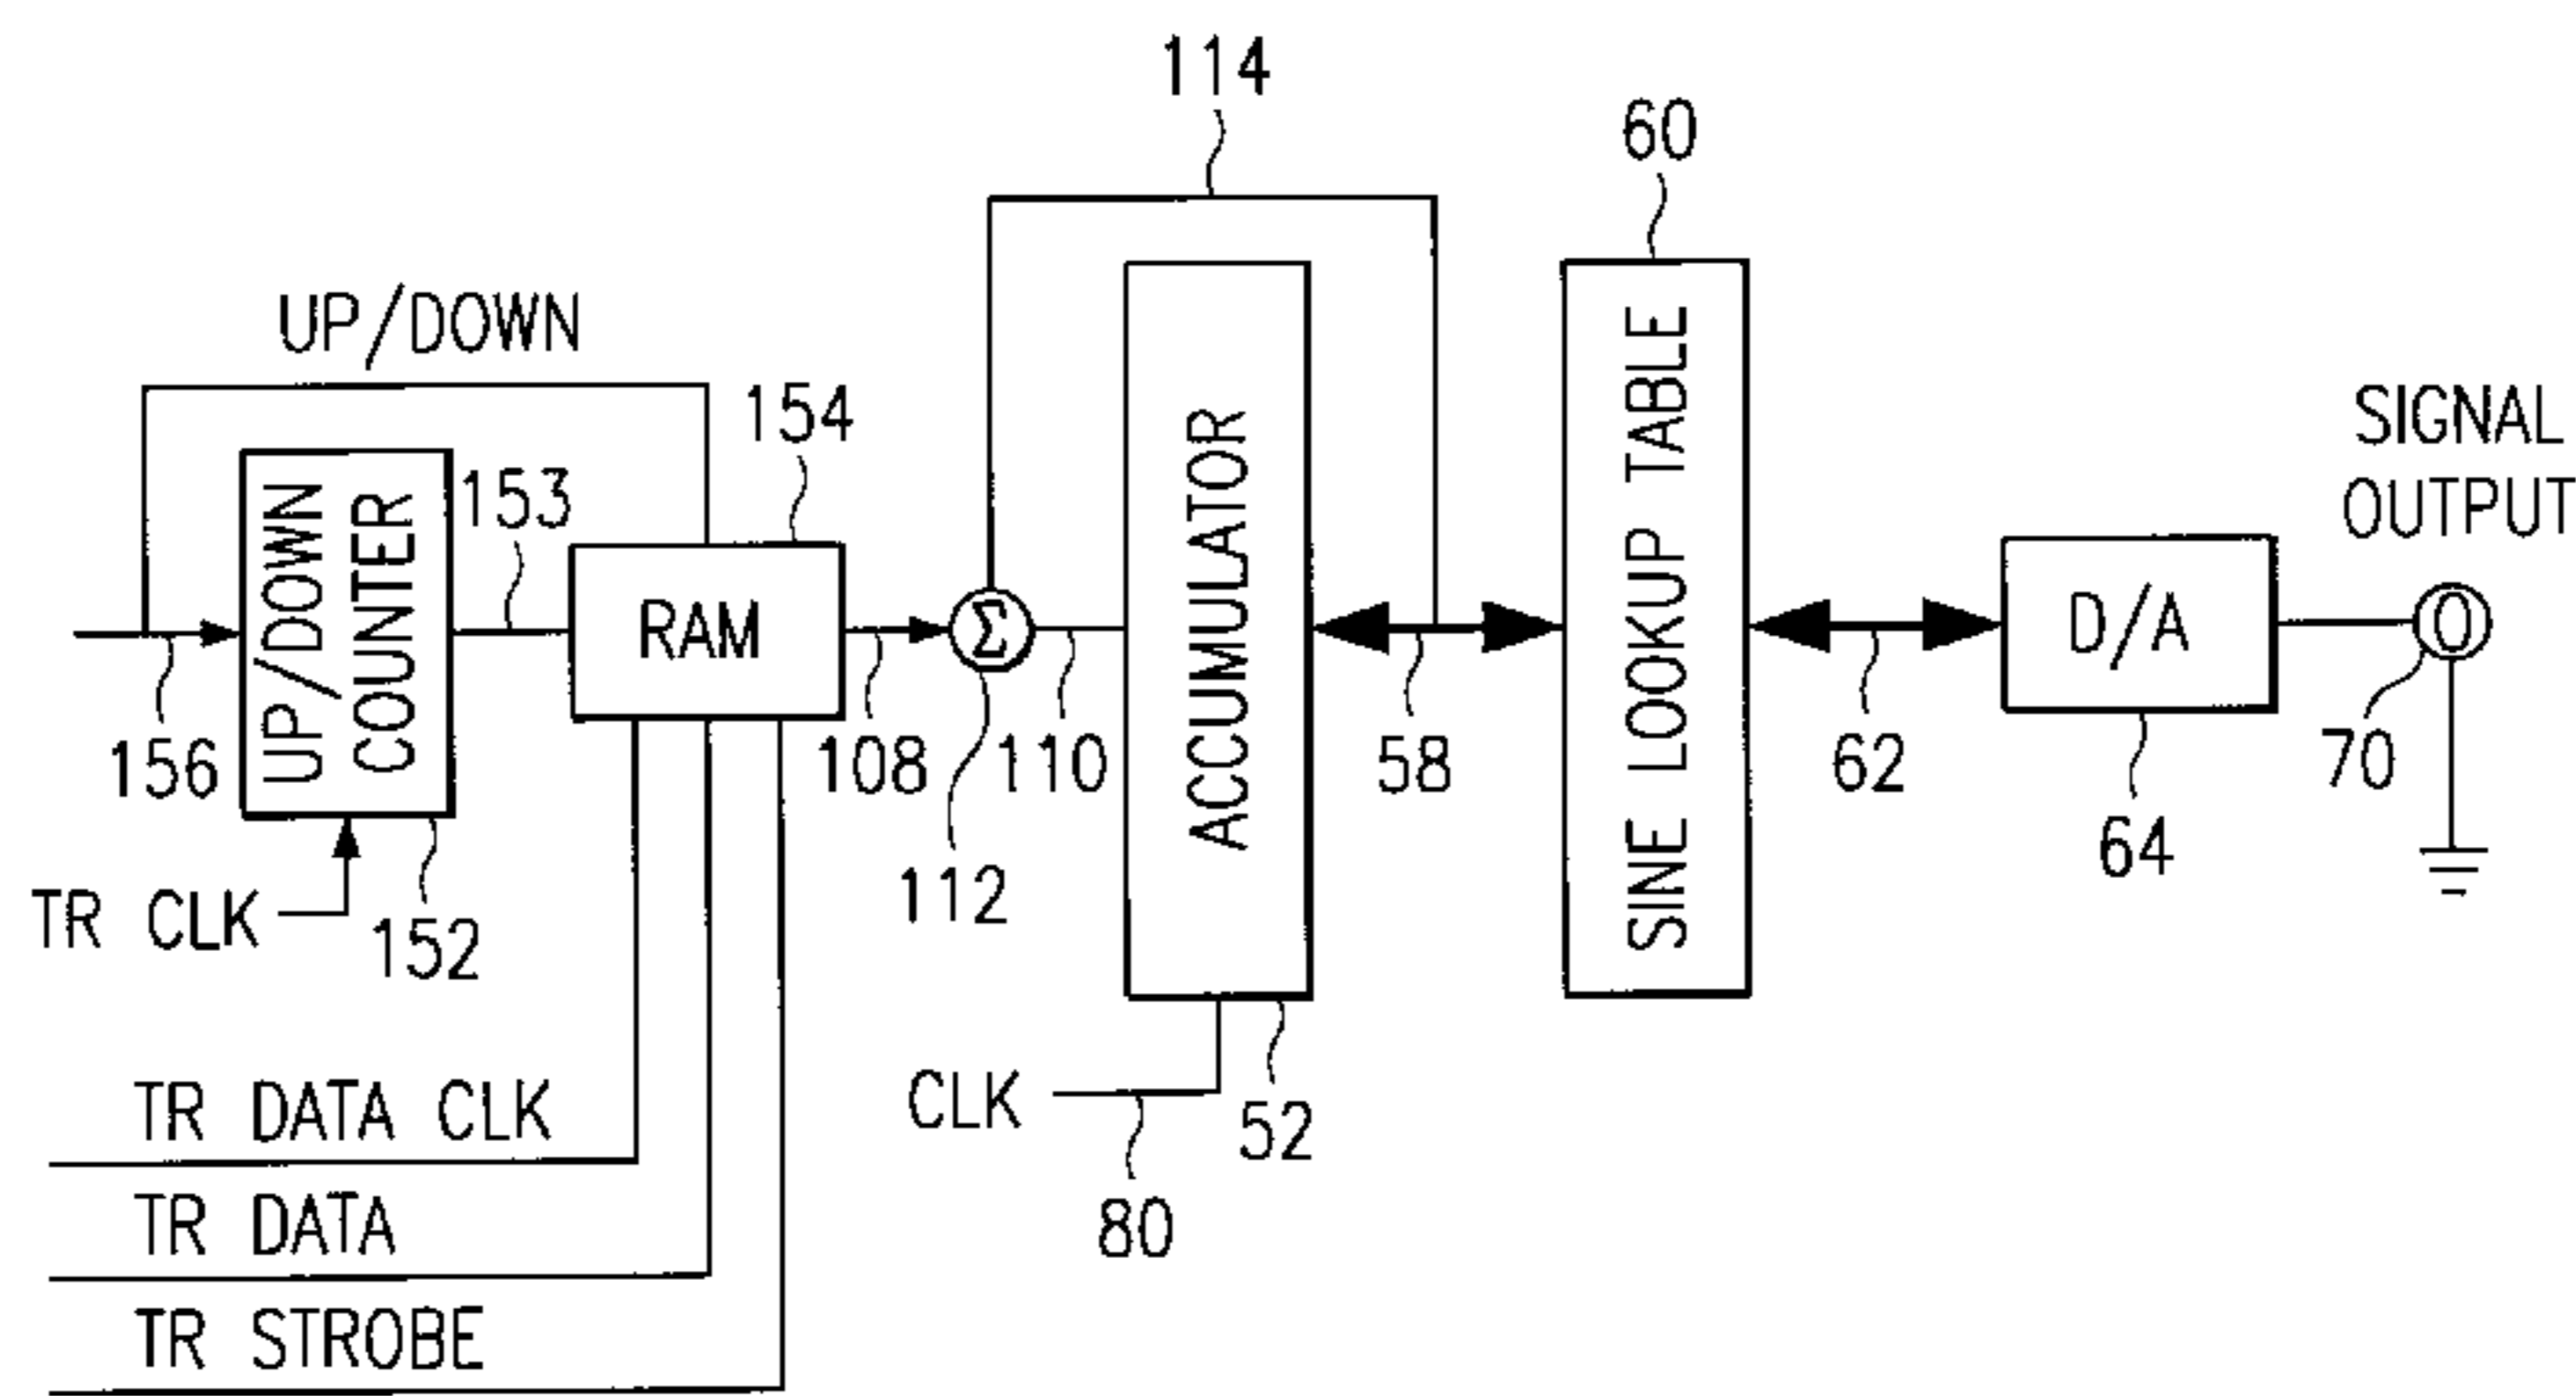 114
60
UP/DOWN
154
SIGNAL
OUTPUT
153
UP/DOWN
COUNTER
RAM
Σ
ACCUMULATOR
SINE LOOKUP TABLE
D/A
156
108
110
58
62
70
64
112
TR CLK
152
CLK
52
80
TR DATA CLK
TR DATA
TR STROBE